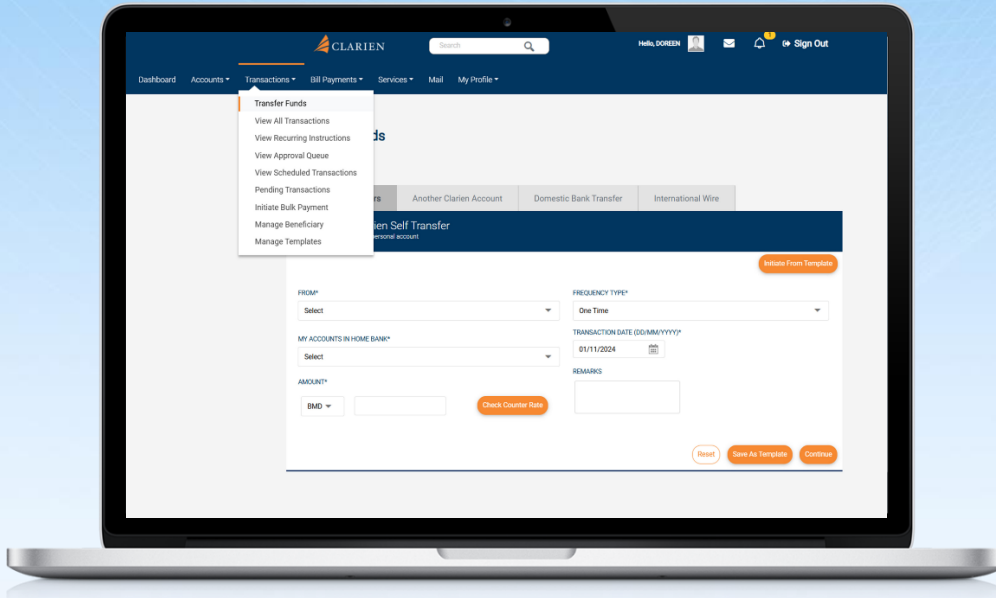 CLARIEN
Search
Hello, DOREEN
1
Sign Out
Dashboard
Accounts
Transactions
Bill Payments
Services
Mail
My Profile
Transfer Funds
View All Transactions
View Recurring Instructions
View Approval Queue
View Scheduled Transactions
Pending Transactions
Initiate Bulk Payment
Manage Beneficiary
Manage Templates
ds
rs
Another Clarien Account
Domestic Bank Transfer
International Wire
ien Self Transfer
personal account
Initiate From Template
FROM*
Select
MY ACCOUNTS IN HOME BANK*
Select
AMOUNT*
BMD
Check Counter Rate
FREQUENCY TYPE*
One Time
TRANSACTION DATE (DD/MM/YYYY)*
01/11/2024
REMARKS
Reset
Save As Template
Continue